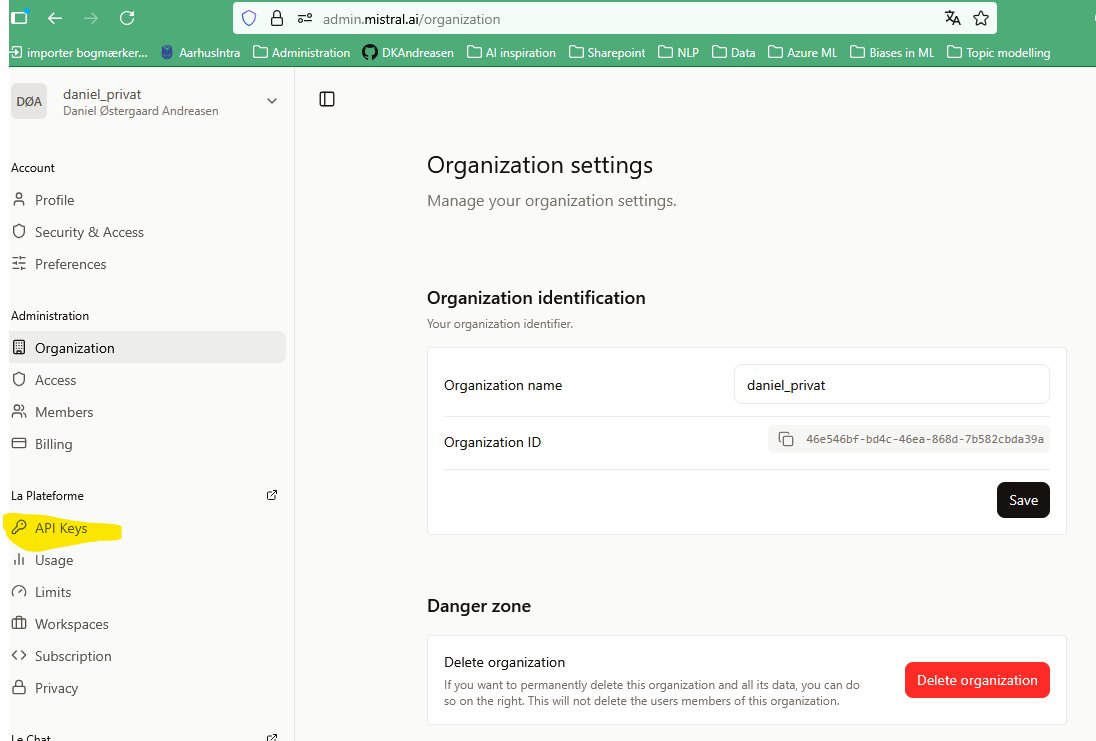 admin.mistral.ai/organization
importer bogmærker...
AarhusIntra
Administration
DKAndreasen
AI inspiration
Sharepoint
NLP
Data
Azure ML
Biases in ML
Topic modelling
DØA
daniel_privat
Daniel Østergaard Andreasen
Account
Profile
Security & Access
Preferences
Administration
Organization
Access
Members
Billing
La Plateforme
API Keys
Usage
Limits
Workspaces
Subscription
Privacy
Le Chat
Organization settings
Manage your organization settings.
Organization identification
Your organization identifier.
Organization name
daniel_privat
Organization ID
46e546bf-bd4c-46ea-868d-7b582cbda39a
Save
Danger zone
Delete organization
If you want to permanently delete this organization and all its data, you can do
so on the right. This will not delete the users members of this organization.
Delete organization